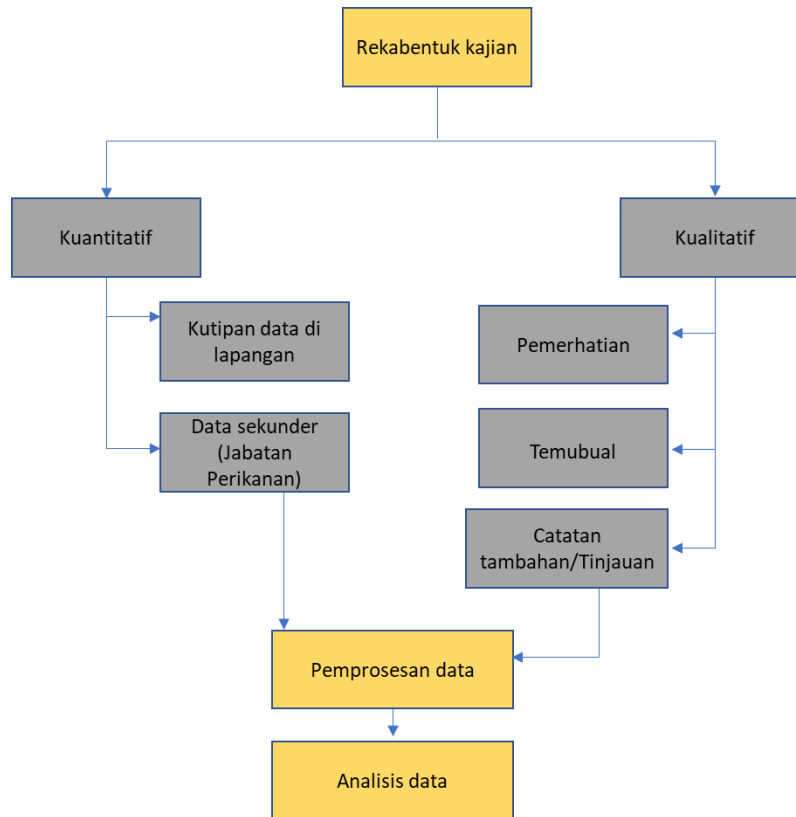 Rekabentuk kajian
Kuantitatif
Kualitatif
Kutipan data di
lapangan
Pemerhatian
Data sekunder
(Jabatan
Perikanan)
Temubual
Catatan
tambahan/Tinjauan
Pemprosesan data
Analisis data